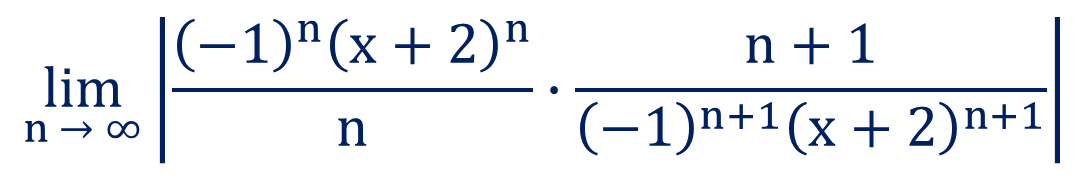 lim n → ∞ | (−1)ⁿ(x + 2)ⁿ / n · n + 1 / (−1)ⁿ⁺¹(x + 2)ⁿ⁺¹ |